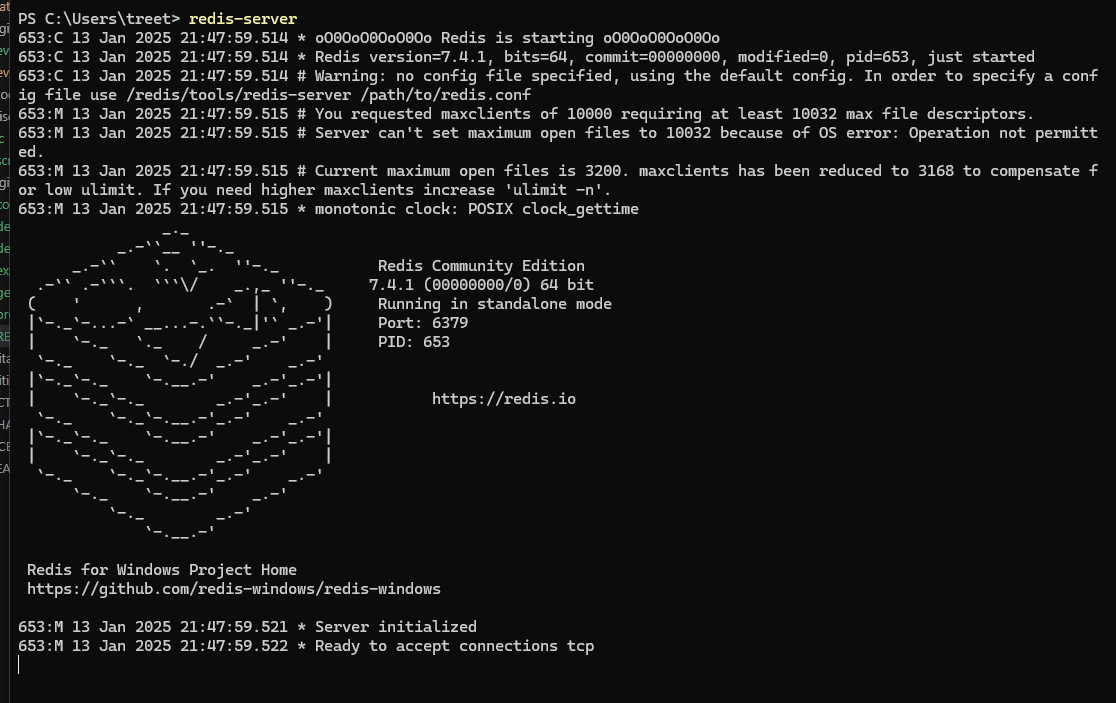 PS C:\Users\treet> redis-server
653:C 13 Jan 2025 21:47:59.514 * oO0OoO0OoO0Oo Redis is starting oO0OoO0OoO0Oo
653:C 13 Jan 2025 21:47:59.514 * Redis version=7.4.1, bits=64, commit=00000000, modified=0, pid=653, just started
653:C 13 Jan 2025 21:47:59.514 # Warning: no config file specified, using the default config. In order to specify a conf
ig file use /redis/tools/redis-server /path/to/redis.conf
653:M 13 Jan 2025 21:47:59.515 # You requested maxclients of 10000 requiring at least 10032 max file descriptors.
653:M 13 Jan 2025 21:47:59.515 # Server can't set maximum open files to 10032 because of OS error: Operation not permitt
ed.
653:M 13 Jan 2025 21:47:59.515 # Current maximum open files is 3200. maxclients has been reduced to 3168 to compensate f
or low ulimit. If you need higher maxclients increase 'ulimit -n'.
653:M 13 Jan 2025 21:47:59.515 * monotonic clock: POSIX clock_gettime
Redis Community Edition
7.4.1 (00000000/0) 64 bit
Running in standalone mode
Port: 6379
PID: 653
https://redis.io
Redis for Windows Project Home
https://github.com/redis-windows/redis-windows
653:M 13 Jan 2025 21:47:59.521 * Server initialized
653:M 13 Jan 2025 21:47:59.522 * Ready to accept connections tcp